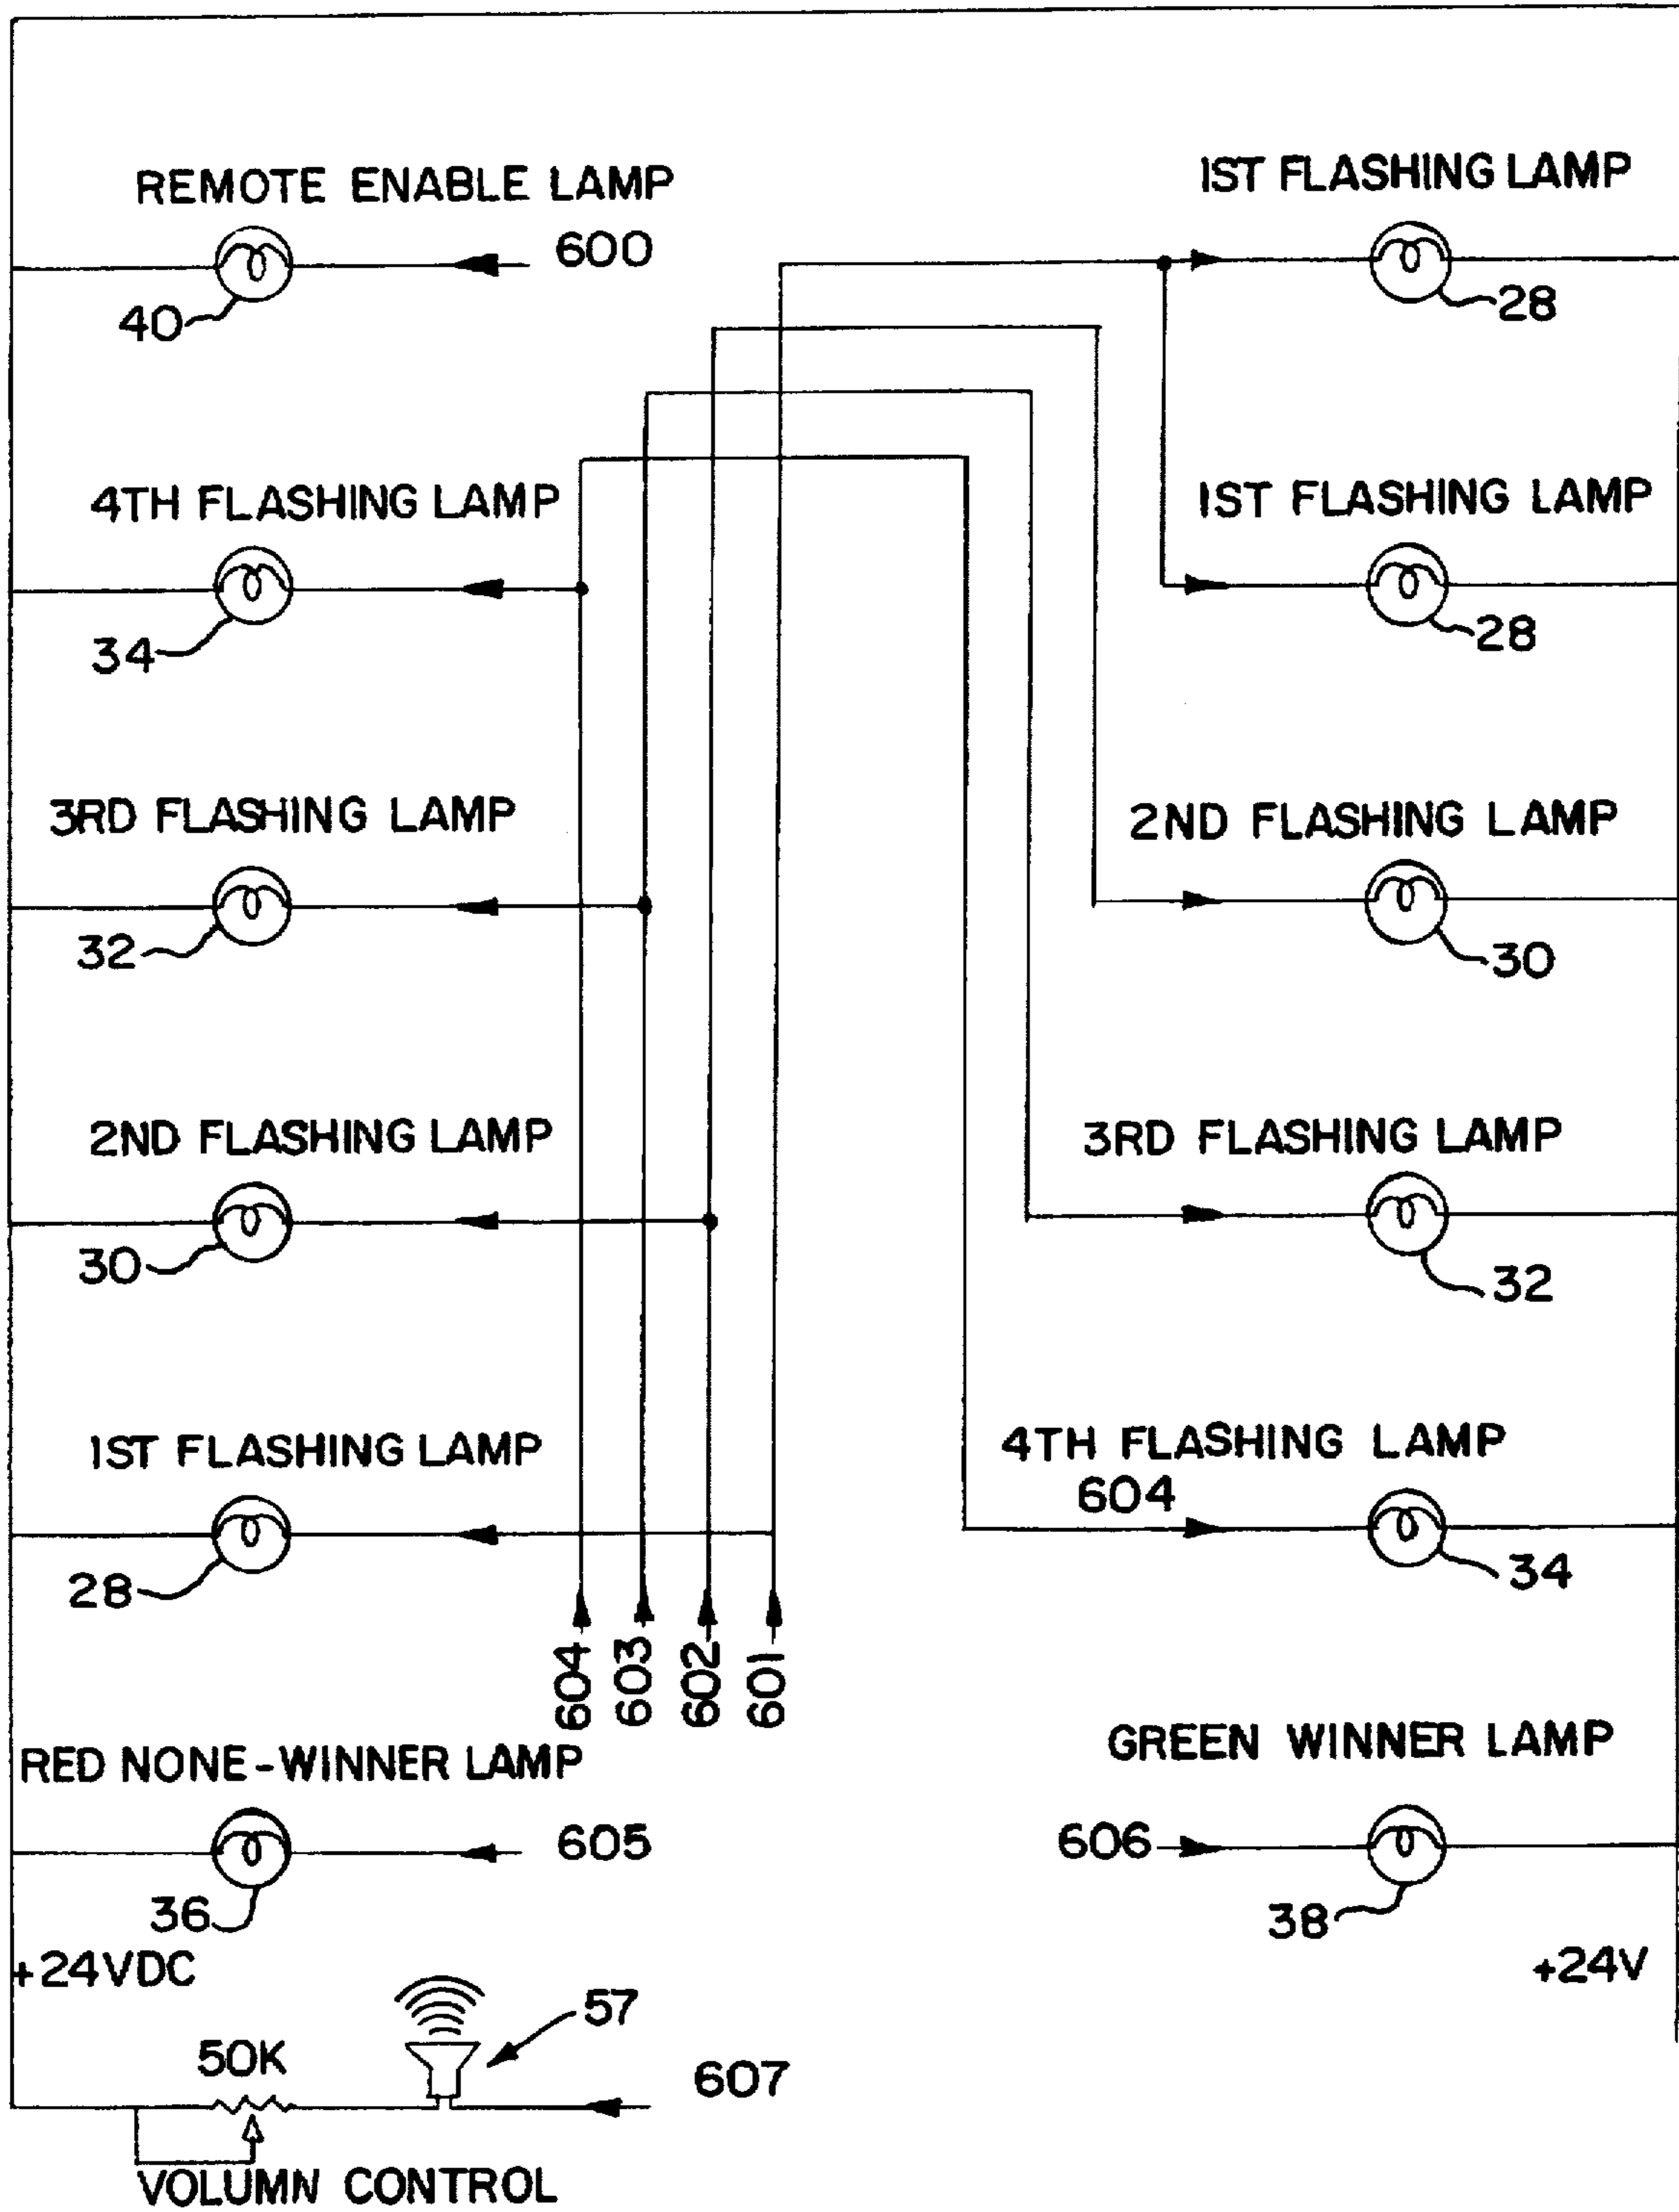 REMOTE ENABLE LAMP
600
40
4TH FLASHING LAMP
34
3RD FLASHING LAMP
32
2ND FLASHING LAMP
30
1ST FLASHING LAMP
28
604
603
602
601
RED NONE-WINNER LAMP
605
36
+24VDC
50K
57
607
VOLUMN CONTROL
1ST FLASHING LAMP
28
1ST FLASHING LAMP
28
2ND FLASHING LAMP
30
3RD FLASHING LAMP
32
4TH FLASHING LAMP
604
34
GREEN WINNER LAMP
606
38
+24V